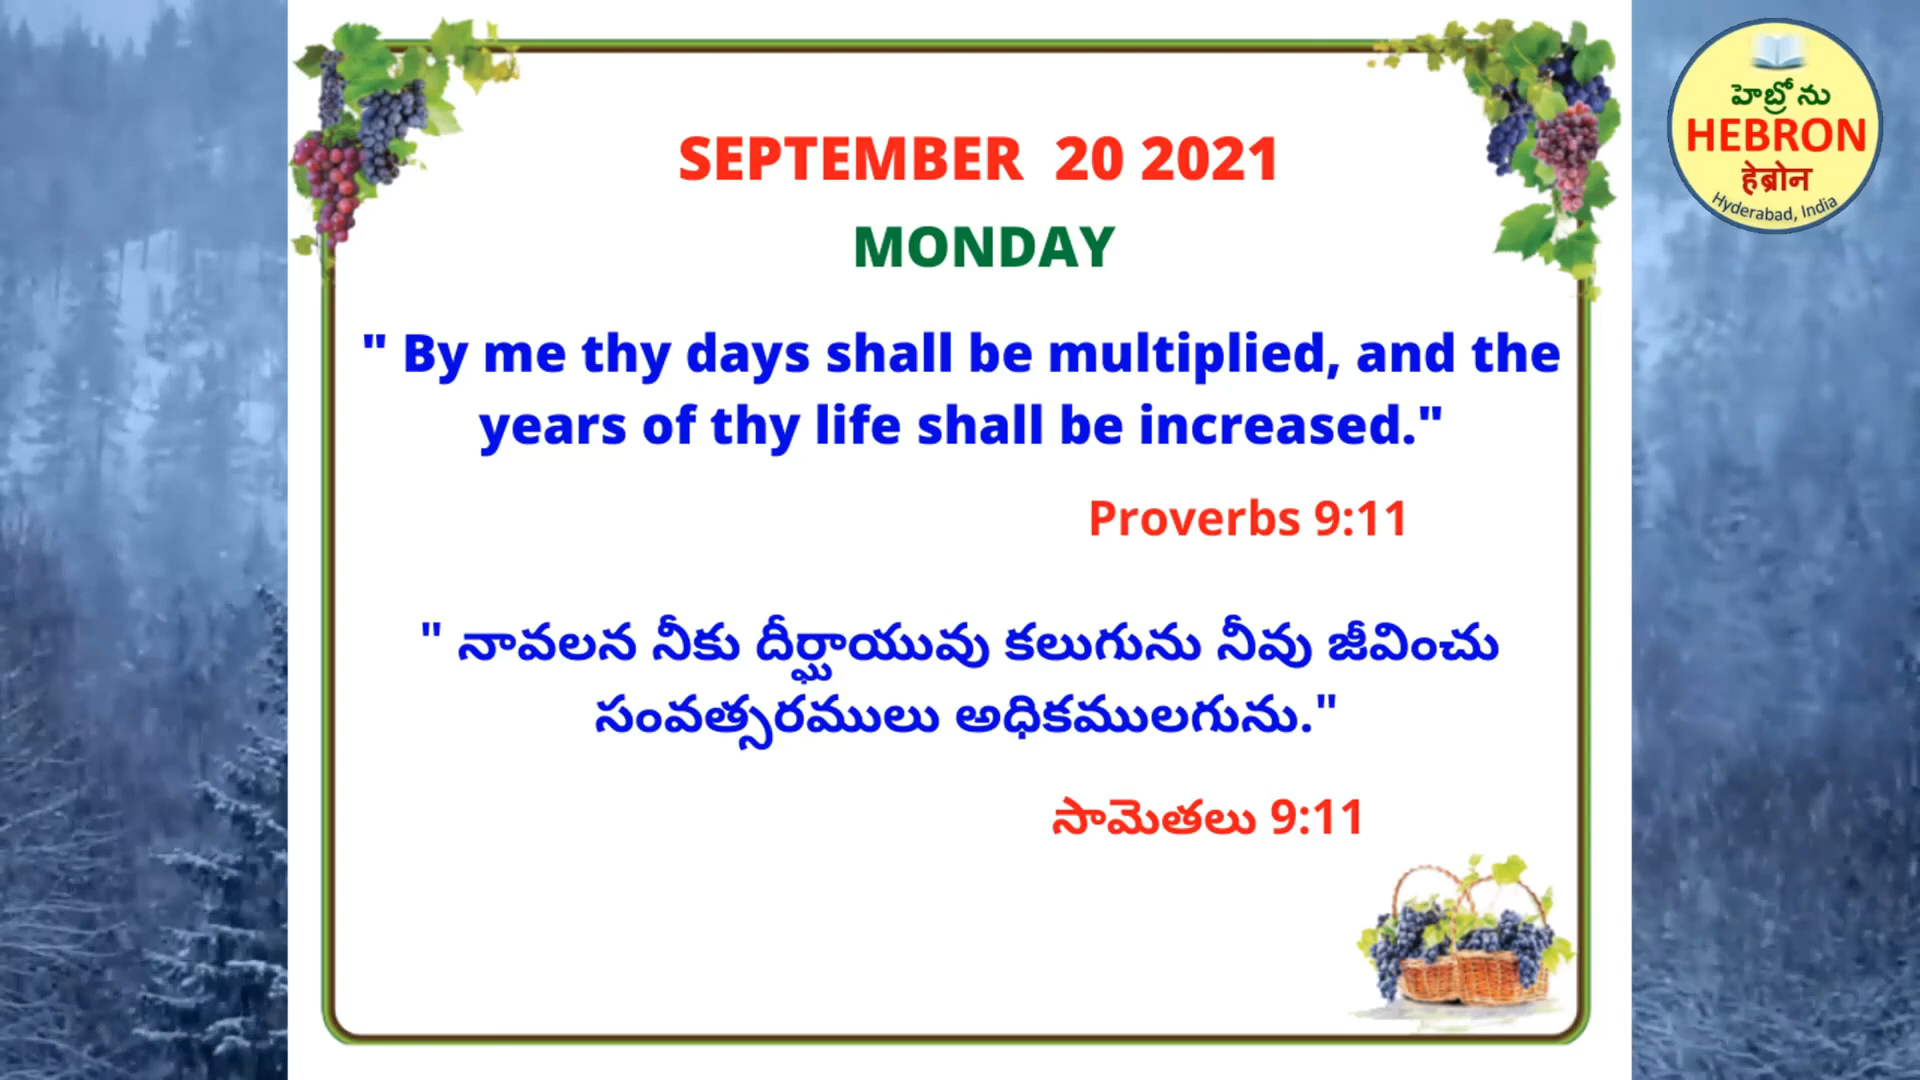 SEPTEMBER 20 2021
MONDAY
" By me thy days shall be multiplied, and the
years of thy life shall be increased."
Proverbs 9:11
" నావలన నీకు దీర్ఘాయువు కలుగును నీవు జీవించు
సంవత్సరములు అధికములగును."
సామెతలు 9:11
హెబ్రోను
HEBRON
हेब्रोन
Hyderabad, India